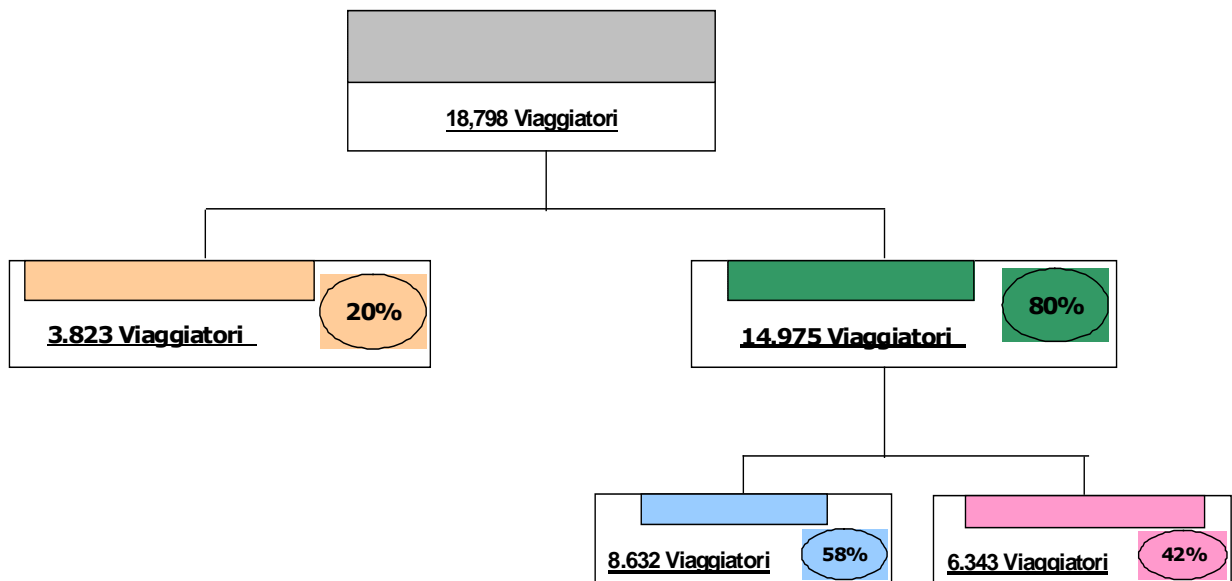 18,798 Viaggiatori
20%
3.823 Viaggiatori
80%
14.975 Viaggiatori
8.632 Viaggiatori
58%
6.343 Viaggiatori
42%